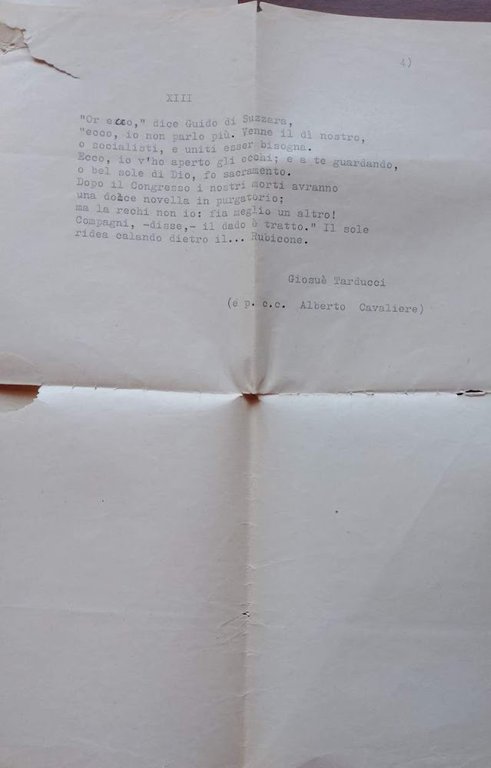 4)
XIII
"Or ecco," dice Guido di Suzzara,
"ecco, io non parlo più. Venne il dì nostro,
o socialisti, e uniti esser bisogna.
Ecco, io v'ho aperto gli occhi; e a te guardando,
o bel sole di Dio, fo sacramento.
Dopo il Congresso i nostri morti avranno
una dolce novella in purgatorio;
ma la rechi non io: fia meglio un altro!
Compagni, -disse,- il dado è tratto." Il sole
ridea calando dietro il... Rubicone.
Giosuè Tarducci
(e p. c.c. Alberto Cavaliere)